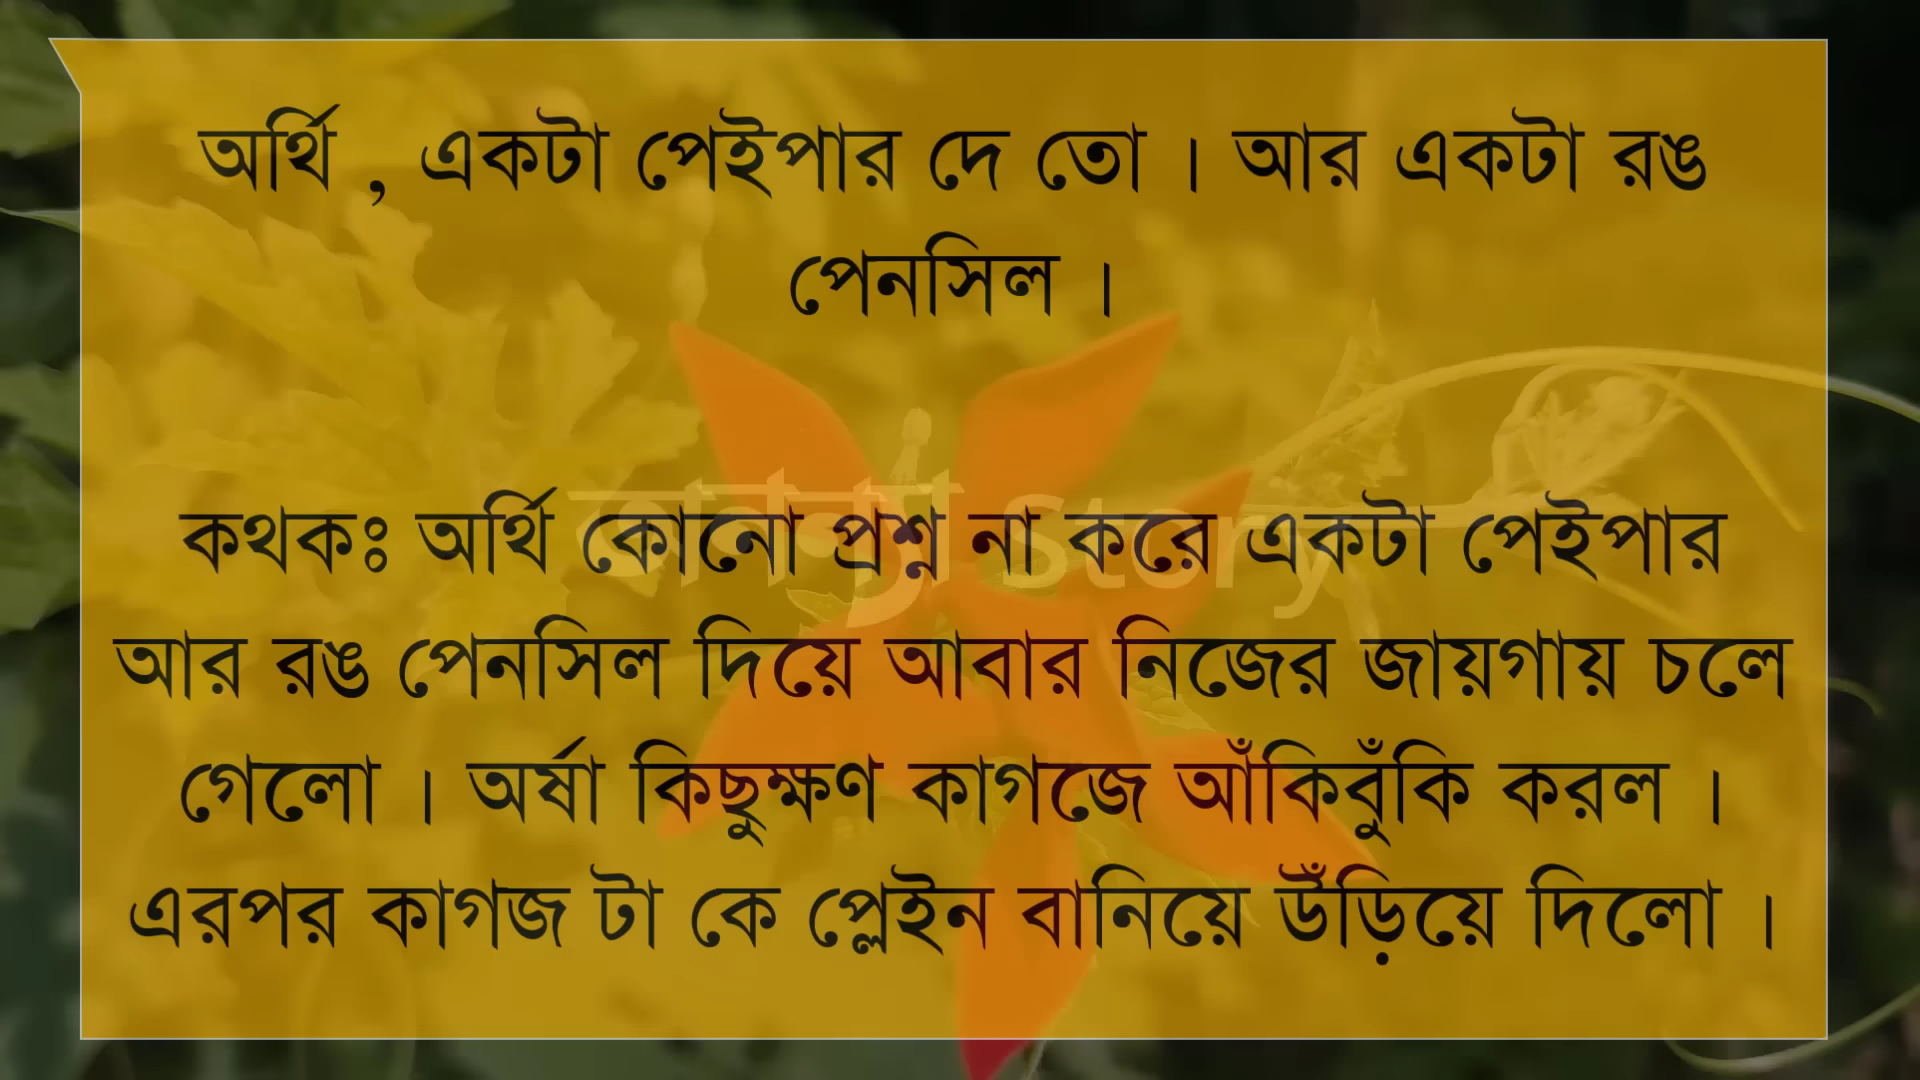 অর্থি , একটা পেইপার দে তো । আর একটা রঙ
পেনসিল ।
কথকঃ অর্থি কোনো প্রশ্ন না করে একটা পেইপার
আর রঙ পেনসিল দিয়ে আবার নিজের জায়গায় চলে
গেলো । অর্ষা কিছুক্ষণ কাগজে আঁকিবুঁকি করল ।
এরপর কাগজ টা কে প্লেইন বানিয়ে উঁড়িয়ে দিলো ।
Story